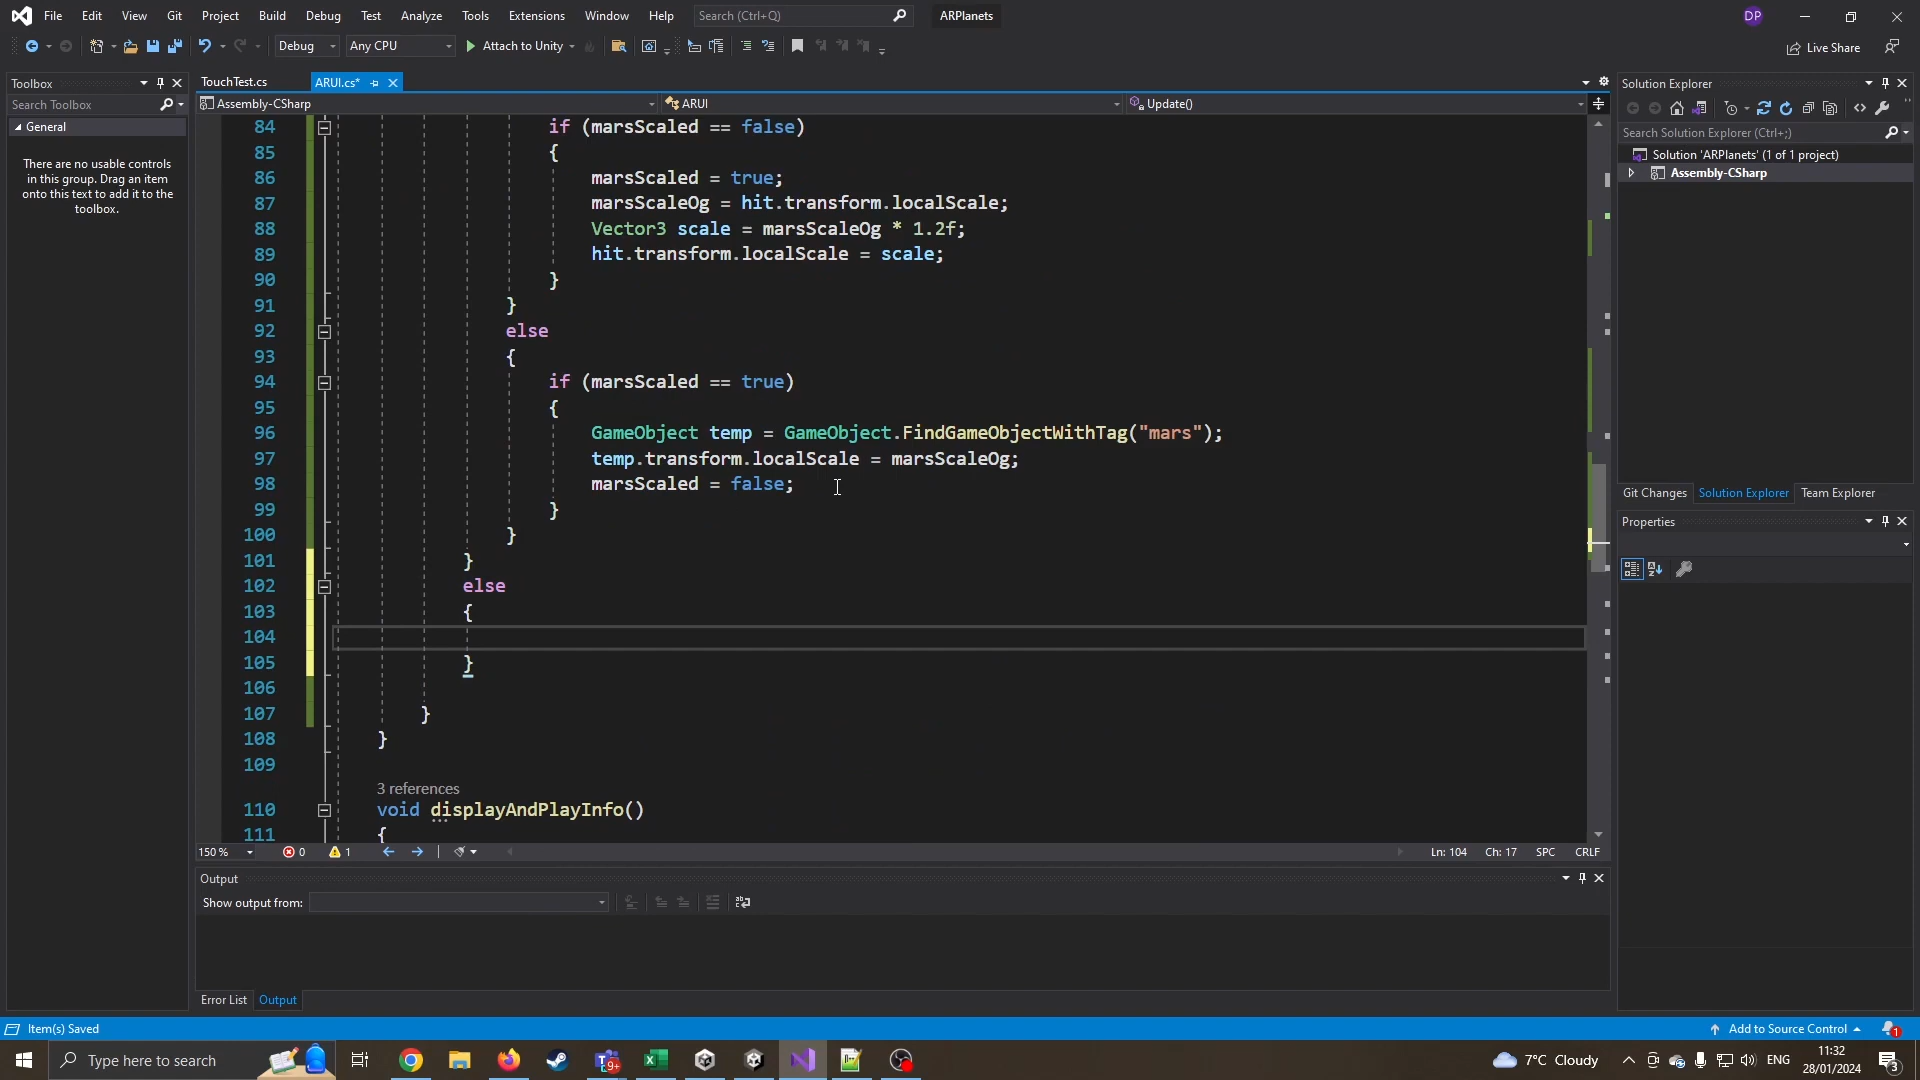 File Edit View Git Project Build Debug Test Analyze Tools Extensions Window Help Search (Ctrl+Q) ARPlanets DP
Debug Any CPU Attach to Unity Live Share
Toolbox
Search Toolbox
General
There are no usable controls
in this group. Drag an item
onto this text to add it to the
toolbox.
TouchTest.cs ARUI.cs*
Assembly-CSharp ARUI Update()
84 if (marsScaled == false)
85 {
86 marsScaled = true;
87 marsScaleOg = hit.transform.localScale;
88 Vector3 scale = marsScaleOg * 1.2f;
89 hit.transform.localScale = scale;
90 }
91 }
92 else
93 {
94 if (marsScaled == true)
95 {
96 GameObject temp = GameObject.FindGameObjectWithTag("mars");
97 temp.transform.localScale = marsScaleOg;
98 marsScaled = false;
99 }
100 }
101 }
102 else
103 {
104
105 }
106
107 }
108 }
109
3 references
110 void displayAndPlayInfo()
111 {
150 % 0 1 Ln: 104 Ch: 17 SPC CRLF
Output
Show output from:
Error List Output
Solution Explorer
Search Solution Explorer (Ctrl+;)
Solution 'ARPlanets' (1 of 1 project)
Assembly-CSharp
Git Changes Solution Explorer Team Explorer
Properties
Item(s) Saved Add to Source Control 1
Type here to search 9+ 7°C Cloudy ENG 11:32
28/01/2024 3